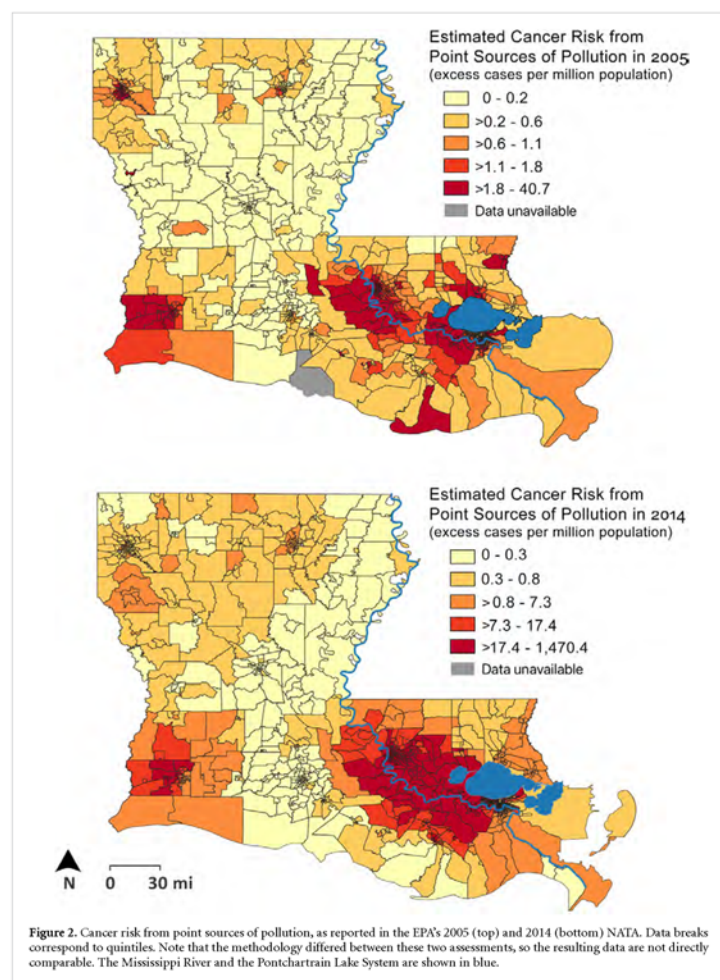 Estimated Cancer Risk from
Point Sources of Pollution in 2005
(excess cases per million population)
0 - 0.2
>0.2 - 0.6
>0.6 - 1.1
>1.1 - 1.8
>1.8 - 40.7
Data unavailable
Estimated Cancer Risk from
Point Sources of Pollution in 2014
(excess cases per million population)
0 - 0.3
0.3 - 0.8
>0.8 - 7.3
>7.3 - 17.4
>17.4 - 1,470.4
Data unavailable
N
0 30 mi
Figure 2. Cancer risk from point sources of pollution, as reported in the EPA's 2005 (top) and 2014 (bottom) NATA. Data breaks
correspond to quintiles. Note that the methodology differed between these two assessments, so the resulting data are not directly
comparable. The Mississippi River and the Pontchartrain Lake System are shown in blue.